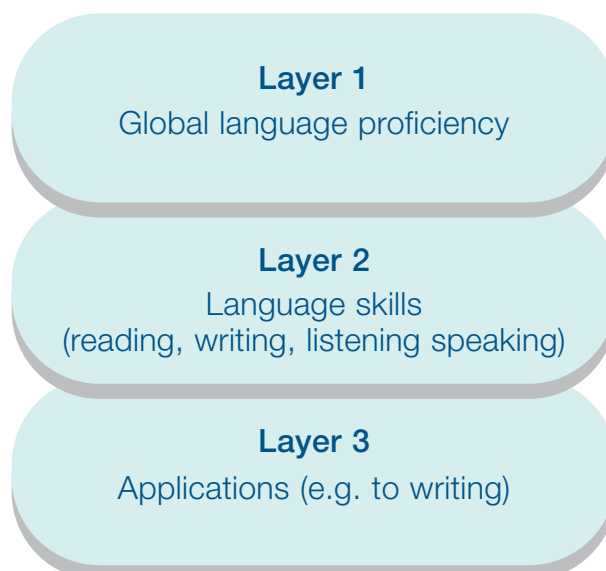 Layer 1
Global language proficiency
Layer 2
Language skills
(reading, writing, listening speaking)
Layer 3
Applications (e.g. to writing)